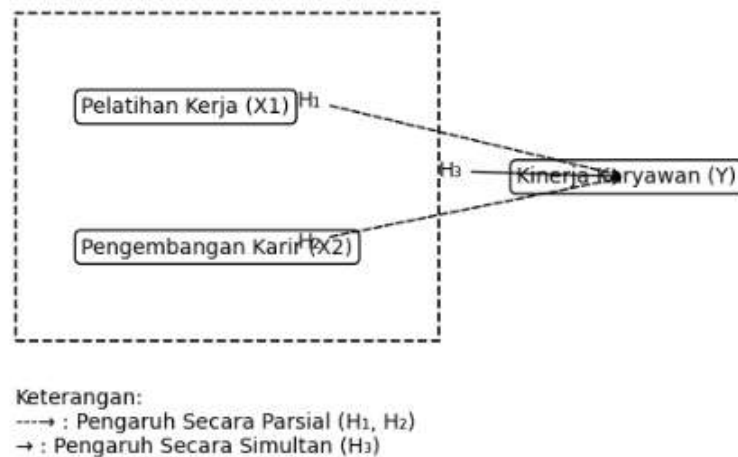 Pelatihan Kerja (X1) H₁
H₃ Kinerja Karyawan (Y)
Pengembangan Karir (X2) H₂
Keterangan:
---→ : Pengaruh Secara Parsial (H₁, H₂)
→ : Pengaruh Secara Simultan (H₃)